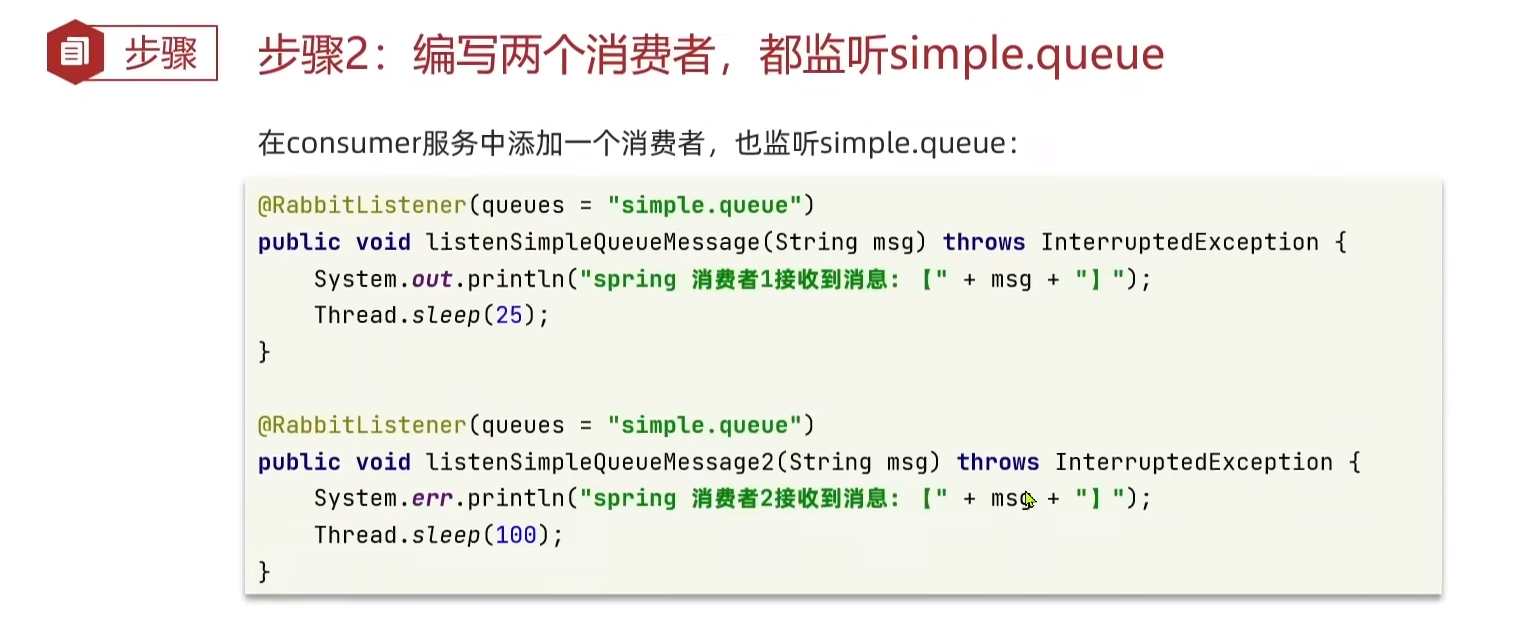 步骤
步骤2：编写两个消费者，都监听simple.queue
在consumer服务中添加一个消费者，也监听simple.queue：
@RabbitListener(queues = "simple.queue")
public void listenSimpleQueueMessage(String msg) throws InterruptedException {
    System.out.println("spring 消费者1接收到消息：【" + msg + "】");
    Thread.sleep(25);
}
@RabbitListener(queues = "simple.queue")
public void listenSimpleQueueMessage2(String msg) throws InterruptedException {
    System.err.println("spring 消费者2接收到消息：【" + msg + "】");
    Thread.sleep(100);
}